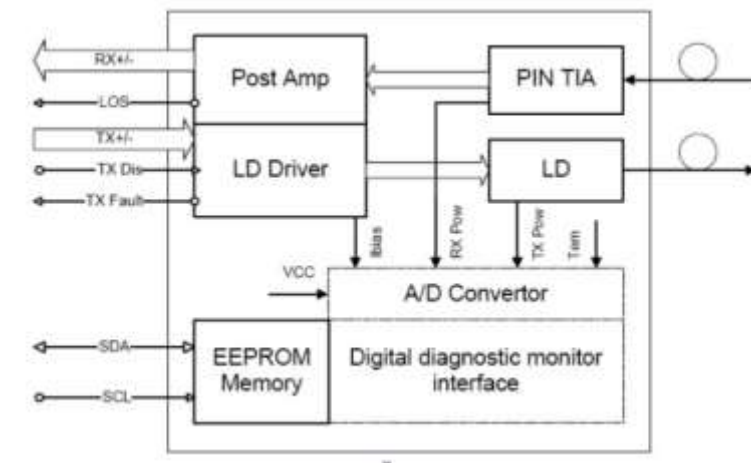 RX+/-
Post Amp
PIN TIA
LOS
TX+/-
TX Dis
LD Driver
LD
TX Fault
Ibias
RX Pow
TX Pow
Tem
VCC
A/D Convertor
SDA
EEPROM
Memory
Digital diagnostic monitor
interface
SCL